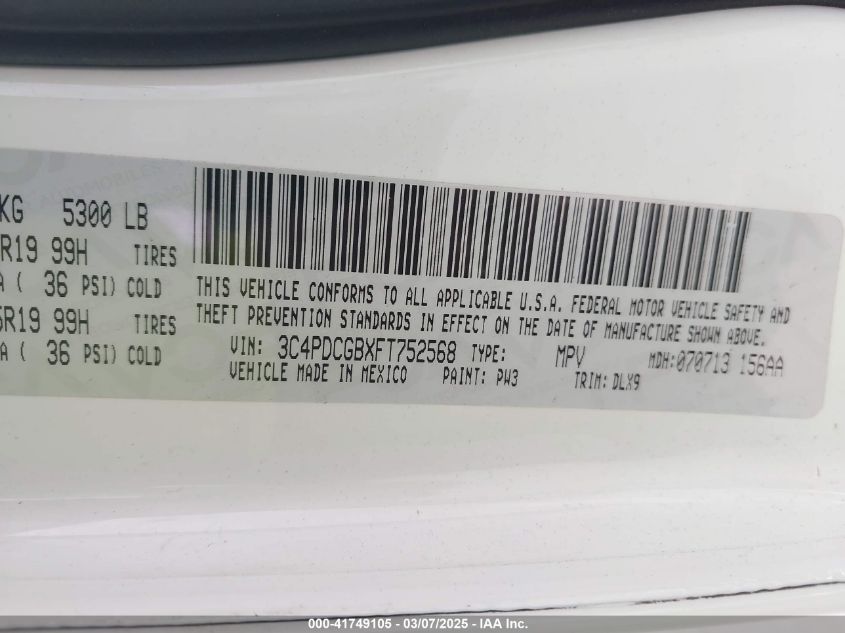 KG 5300 LB
R19 99H TIRES
A ( 36 PSI) COLD
5R19 99H TIRES
A ( 36 PSI) COLD
THIS VEHICLE CONFORMS TO ALL APPLICABLE U.S.A. FEDERAL MOTOR VEHICLE SAFETY AND
THEFT PREVENTION STANDARDS IN EFFECT ON THE DATE OF MANUFACTURE SHOWN ABOVE.
VIN: 3C4PDCGBXFT752568 TYPE: MPV MDH:070713 156AA
VEHICLE MADE IN MEXICO PAINT: PW3 TRIM: DLX9
000-41749105 - 03/07/2025 - IAA Inc.